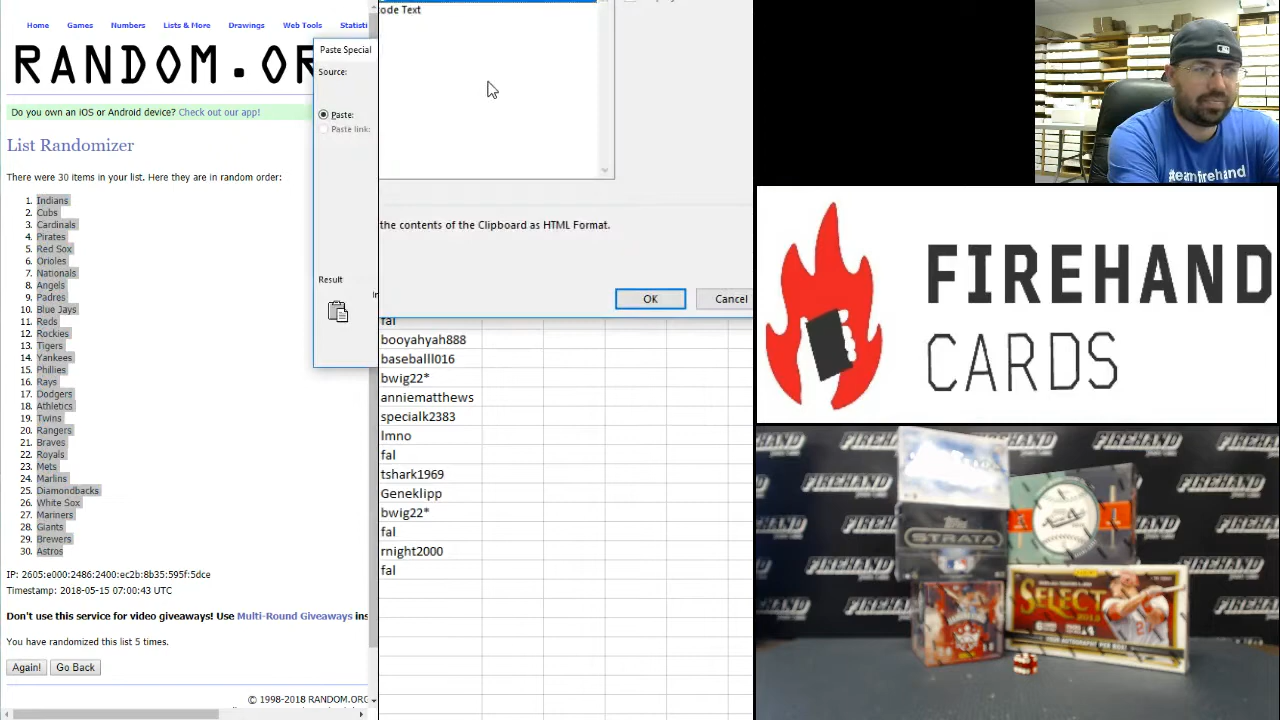 Home Games Numbers Lists & More Drawings Web Tools Statisti
RANDOM.OR
Do you own an iOS or Android device? Check out our app!
List Randomizer
There were 30 items in your list. Here they are in random order:
1. Indians
2. Cubs
3. Cardinals
4. Pirates
5. Red Sox
6. Orioles
7. Nationals
8. Angels
9. Padres
10. Blue Jays
11. Reds
12. Rockies
13. Tigers
14. Yankees
15. Phillies
16. Rays
17. Dodgers
18. Athletics
19. Twins
20. Rangers
21. Braves
22. Royals
23. Mets
24. Marlins
25. Diamondbacks
26. White Sox
27. Mariners
28. Giants
29. Brewers
30. Astros
IP: 2605:e000:2486:2400:ec2b:8b35:595f:5dce
Timestamp: 2018-05-15 07:00:43 UTC
Don't use this service for video giveaways! Use Multi-Round Giveaways ins
You have randomized this list 5 times.
Again! Go Back
© 1998-2018 RANDOM.ORG
Paste Special
Source:
Paste:
Paste link:
Result
ode Text
the contents of the Clipboard as HTML Format.
OK Cancel
fal
booyahyah888
baseballl016
bwig22*
anniematthews
specialk2383
lmno
fal
tshark1969
Geneklipp
bwig22*
fal
rnight2000
fal
#teamfirehand
FIREHAND
CARDS
FIREHAND
topps
STRATA
SELECT
2013